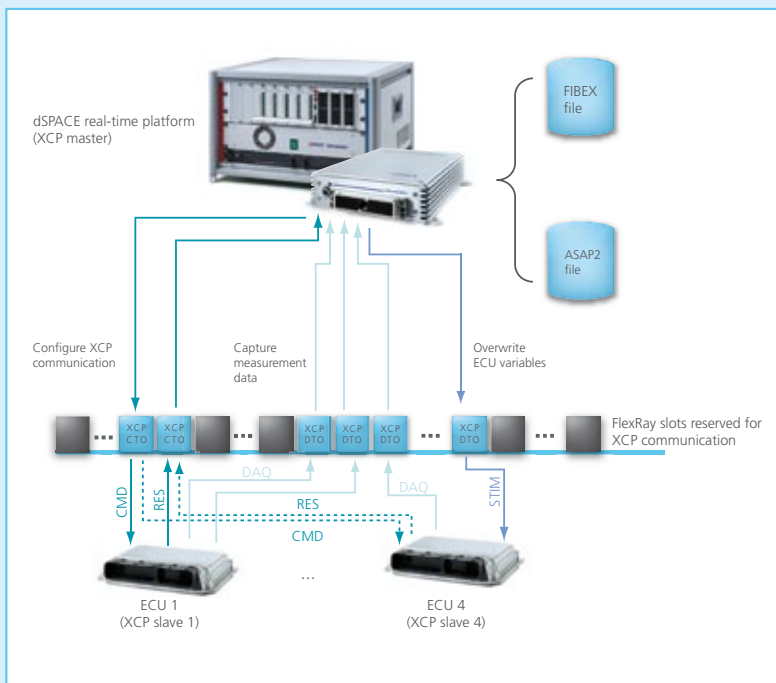 FIBEX
file
dSPACE real-time platform
(XCP master)
ASAP2
file
Configure XCP
communication
Capture
measurement
data
Overwrite
ECU variables
XCP
CTO
...
XCP
CTO
...
XCP
DTO
XCP
DTO
XCP
DTO
...
XCP
DTO
...
FlexRay slots reserved for
XCP communication
...
CMD
RES
DAQ
RES
DAQ
STIM
CMD
...
ECU 1
(XCP slave 1)
ECU 4
(XCP slave 4)